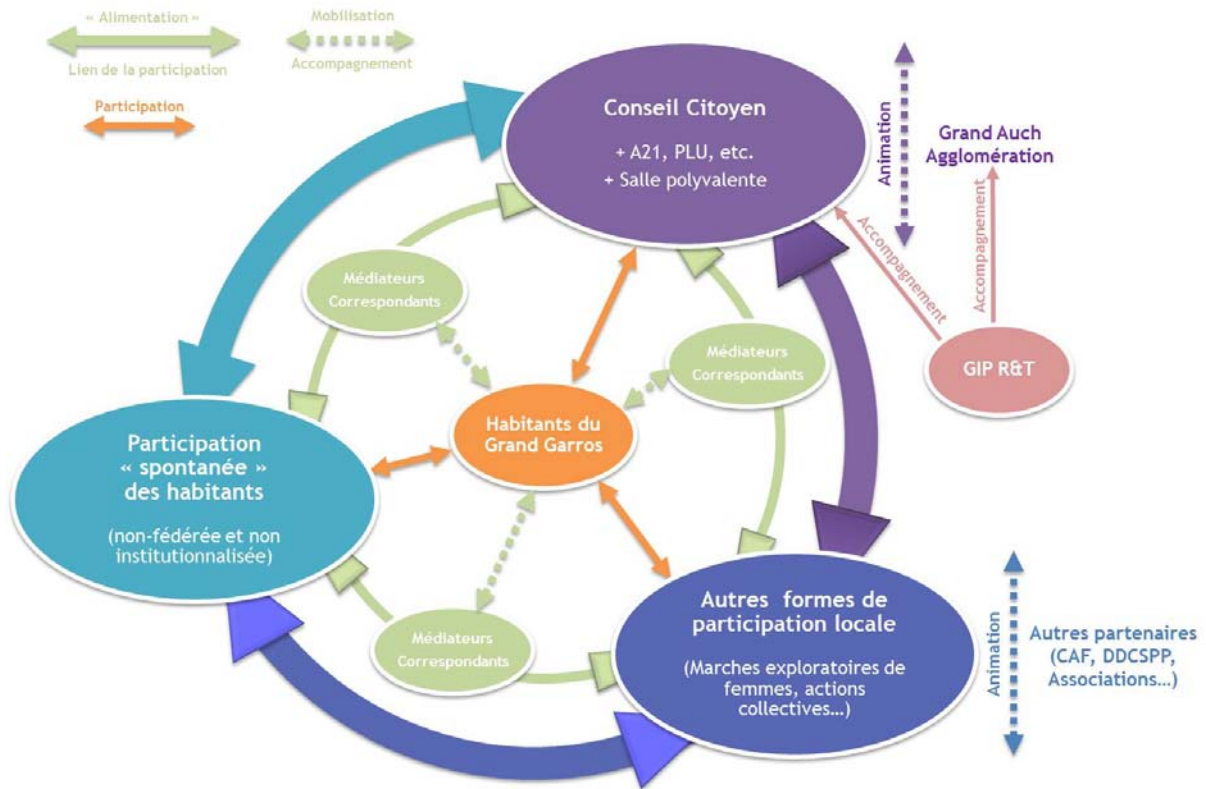 « Alimentation »
Lien de la participation
Mobilisation
Accompagnement
Participation
Conseil Citoyen
+ A21, PLU, etc.
+ Salle polyvalente
Animation
Grand Auch
Agglomération
Accompagnement
Accompagnement
GIP R&T
Médiateurs
Correspondants
Médiateurs
Correspondants
Habitants du
Grand Garros
Participation
« spontanée »
des habitants
(non-fédérée et non
institutionnalisée)
Médiateurs
Correspondants
Autres formes de
participation locale
(Marches exploratoires de
femmes, actions
collectives…)
Animation
Autres partenaires
(CAF, DDCSPP,
Associations…)